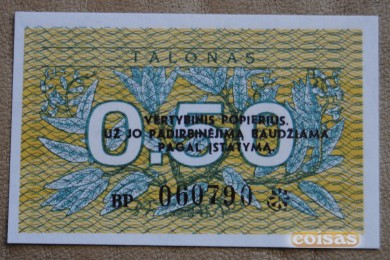 TALONAS
0.50
VERTYBINIS POPIERIUS.
UŽ JO PADIRBINĖJIMĄ BAUDŽIAMA
PAGAL ĮSTATYMĄ.
BP 060790
coisas